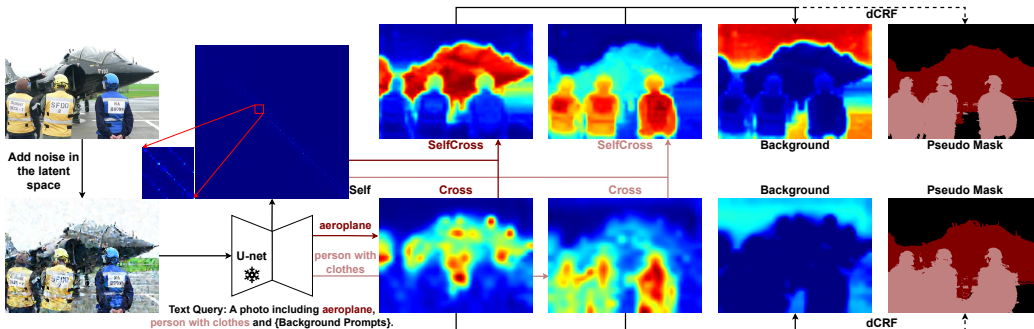 dCRF
SFDO
SelfCross
SelfCross
Background
Pseudo Mask
Add noise in
the latent
space
Self
Cross
Cross
Background
Pseudo Mask
aeroplane
person with
clothes
U-net
Text Query: A photo including aeroplane,
person with clothes and {Background Prompts}.
dCRF